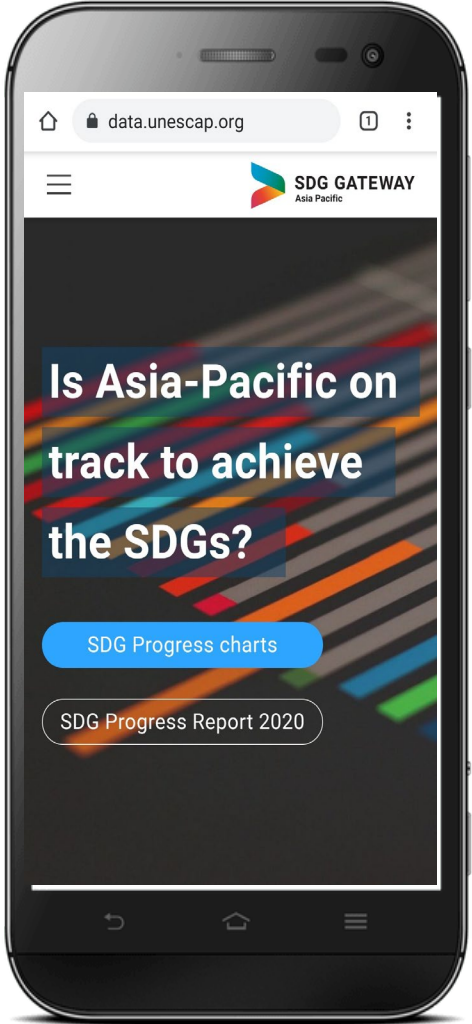 data.unescap.org
1
SDG GATEWAY
Asia Pacific
Is Asia-Pacific on
track to achieve
the SDGs?
SDG Progress charts
SDG Progress Report 2020